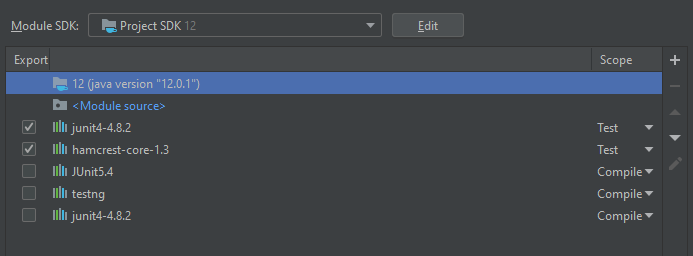 Module SDK: Project SDK 12 Edit
Export Scope
12 (java version "12.0.1")
<Module source>
junit4-4.8.2 Test
hamcrest-core-1.3 Test
JUnit5.4 Compile
testng Compile
junit4-4.8.2 Compile